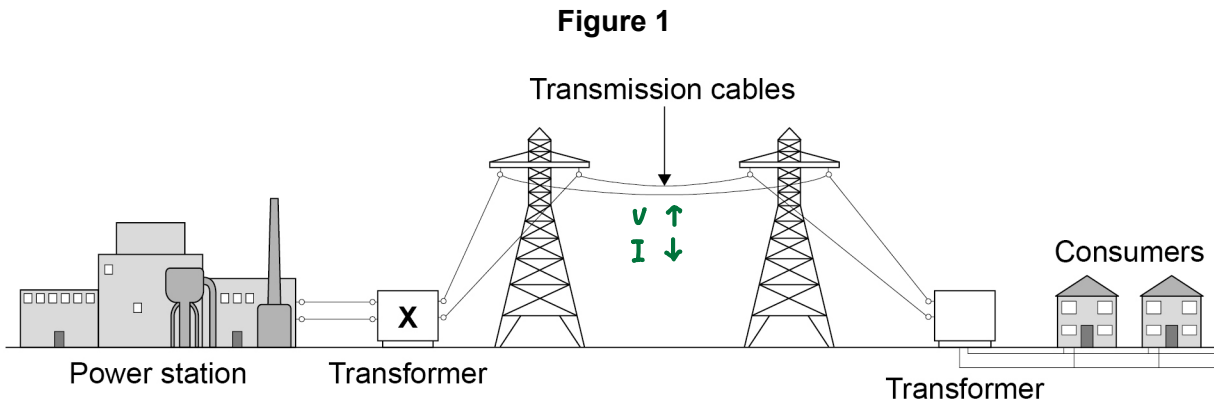 Figure 1
Transmission cables
V ↑
I ↓
Consumers
X
Power station
Transformer
Transformer